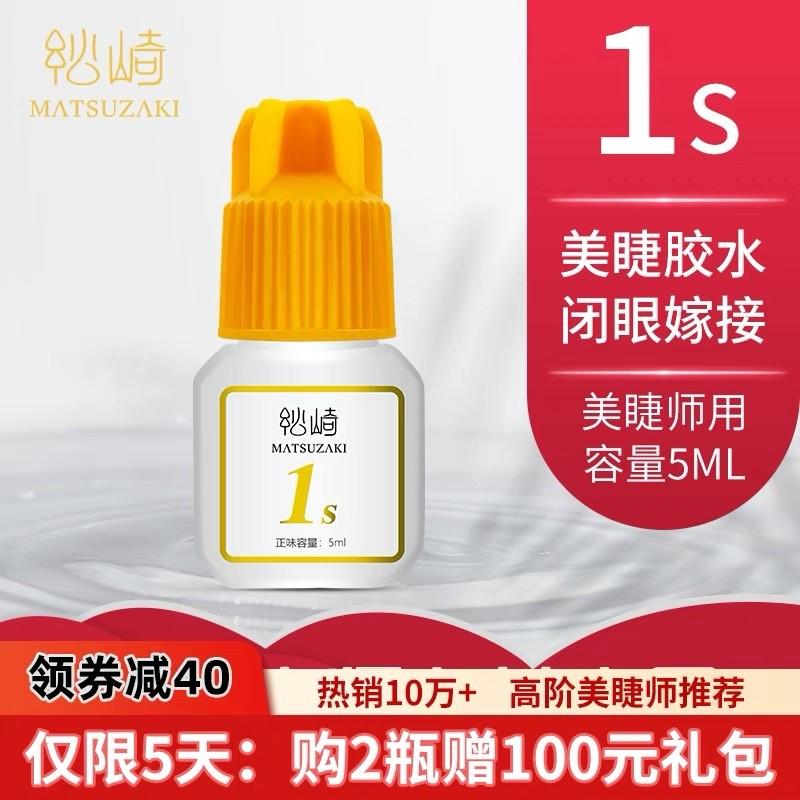 松崎
MATSUZAKI
1s
美睫胶水
闭眼嫁接
美睫师用
容量5ML
松崎
MATSUZAKI
1s
正味容量：5ml
领券减40
热销10万+ 高阶美睫师推荐
仅限5天：购2瓶赠100元礼包